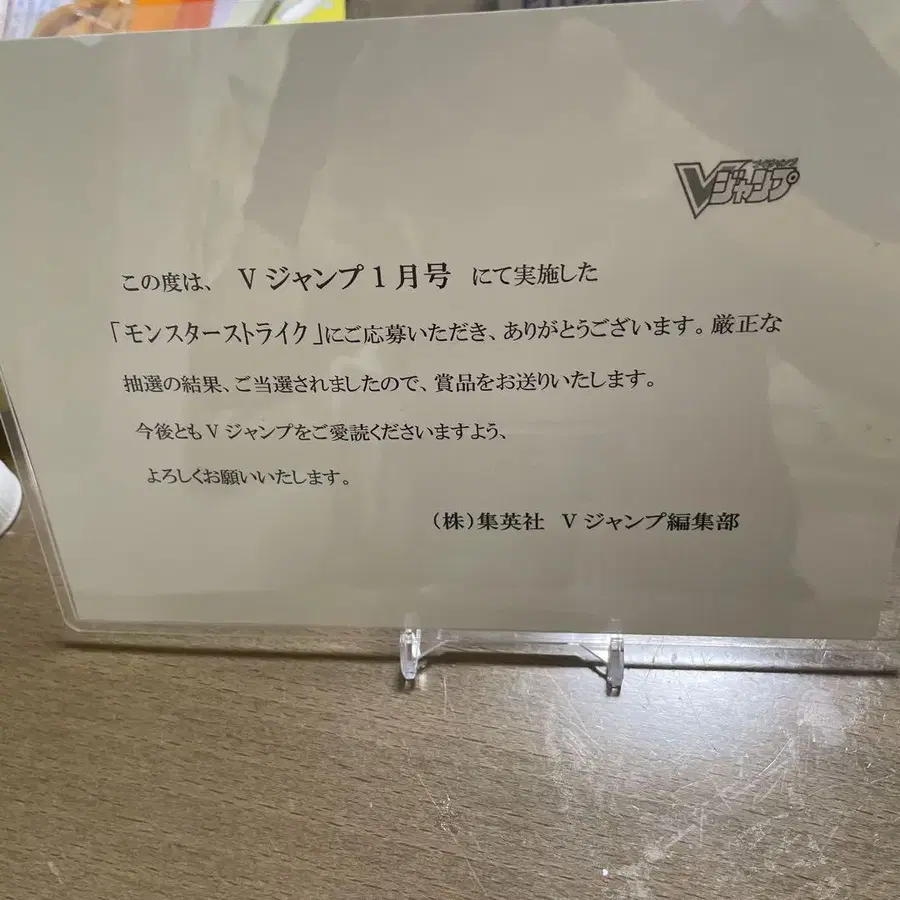 Vジャンプ
この度は、 Vジャンプ1月号 にて実施した
「モンスターストライク」にご応募いただき、ありがとうございます。厳正な
抽選の結果、ご当選されましたので、賞品をお送りいたします。
今後ともVジャンプをご愛読くださいますよう、
よろしくお願いいたします。
(株)集英社 Vジャンプ編集部